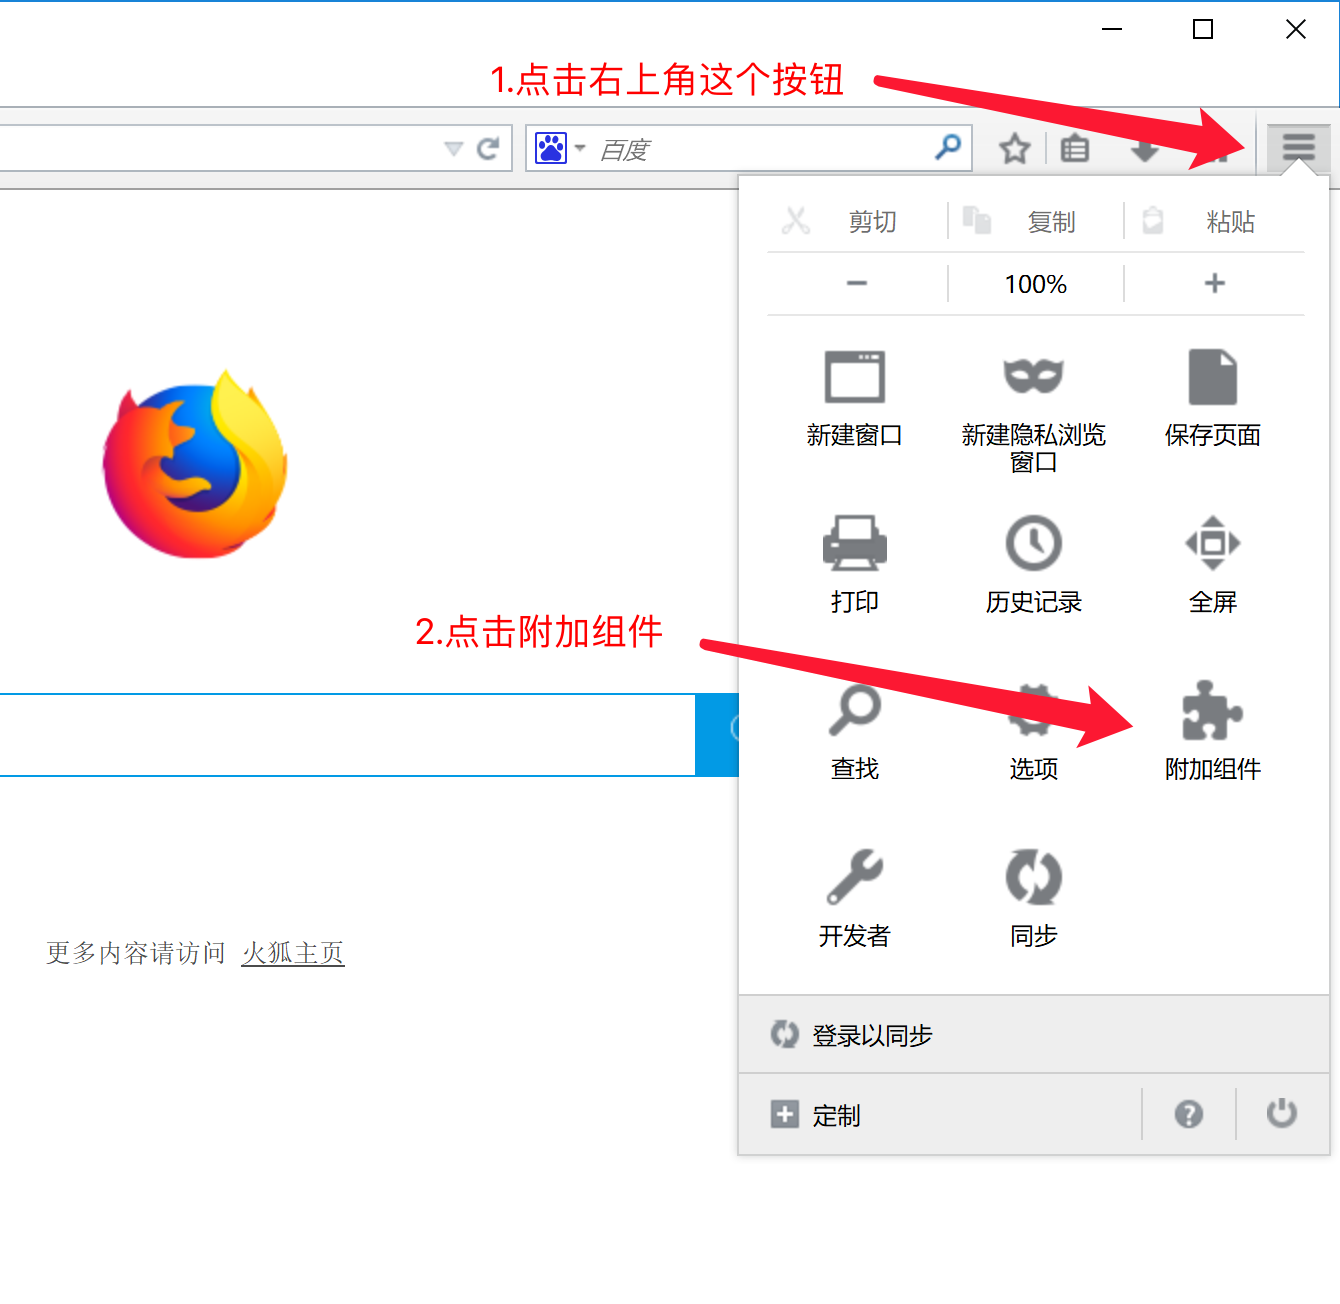 1.点击右上角这个按钮
百度
剪切
复制
粘贴
100%
新建窗口
新建隐私浏览
窗口
保存页面
打印
历史记录
全屏
2.点击附加组件
查找
选项
附加组件
开发者
同步
更多内容请访问 火狐主页
登录以同步
定制